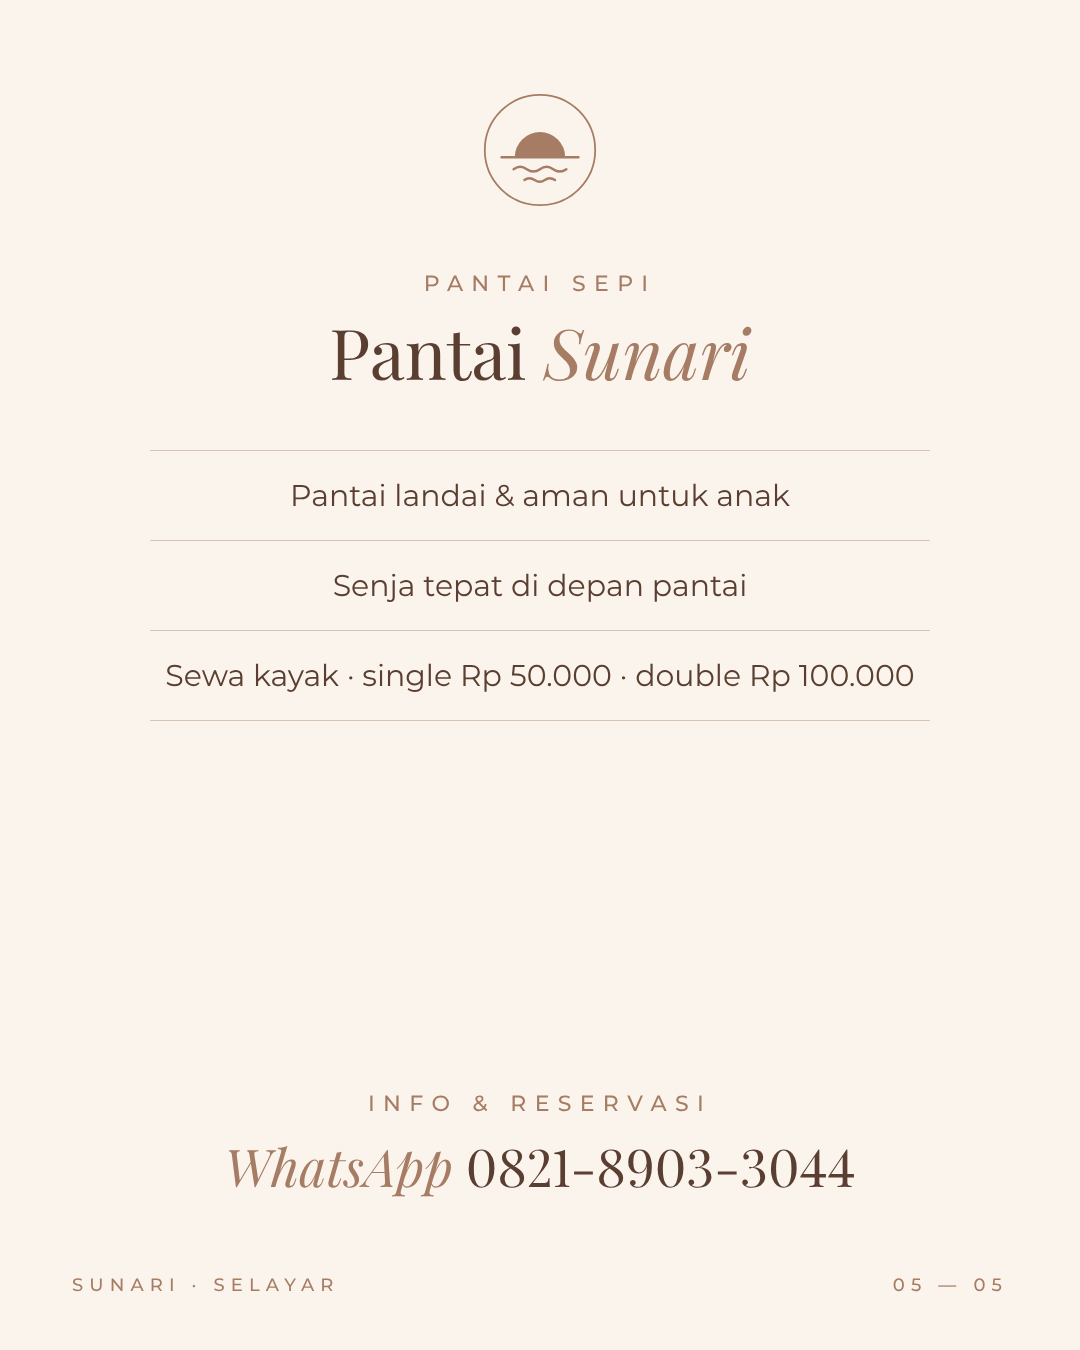 PANTAI SEPI
Pantai Sunari
Pantai landai & aman untuk anak
Senja tepat di depan pantai
Sewa kayak · single Rp 50.000 · double Rp 100.000
INFO & RESERVASI
WhatsApp 0821-8903-3044
SUNARI · SELAYAR
05 — 05